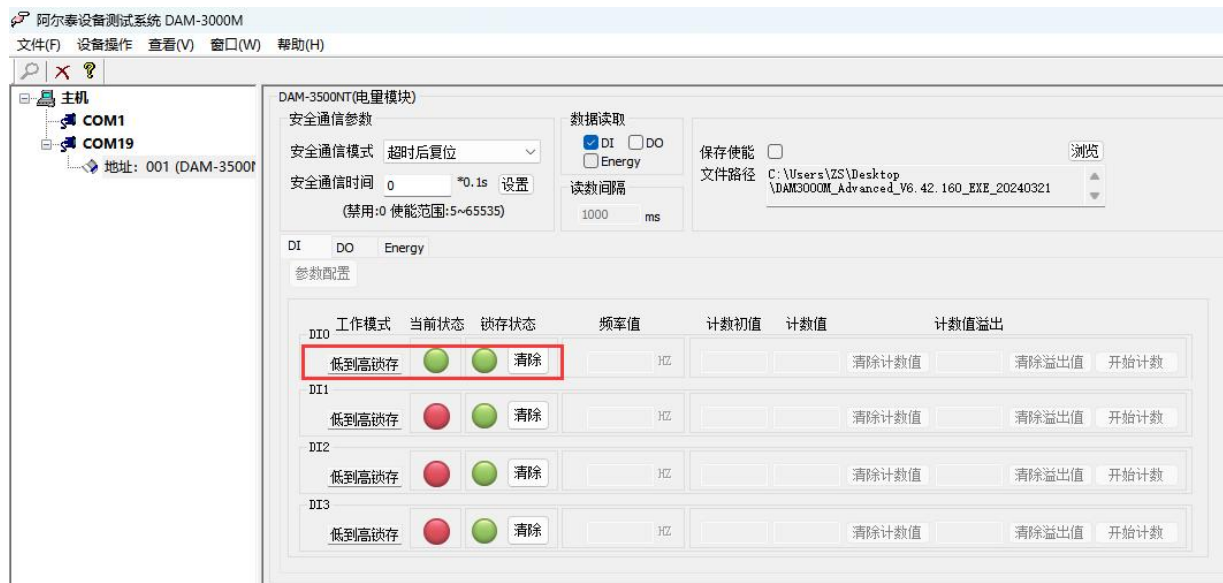 阿尔泰设备测试系统 DAM-3000M
文件(F) 设备操作 查看(V) 窗口(W) 帮助(H)
主机
COM1
COM19
地址: 001 (DAM-3500N
DAM-3500NT(电量模块)
安全通信参数
安全通信模式 超时后复位
安全通信时间 0 *0.1s 设置
(禁用:0 使能范围:5~65535)
数据读取
DI DO
Energy
读数间隔
1000 ms
保存使能 浏览
文件路径 C:\Users\ZS\Desktop
\DAM3000M_Advanced_V6.42.160_EXE_20240321
DI DO Energy
参数配置
工作模式 当前状态 锁存状态 频率值 计数初值 计数值 计数值溢出
DI0
低到高锁存 清除 HZ 清除计数值 清除溢出值 开始计数
DI1
低到高锁存 清除 HZ 清除计数值 清除溢出值 开始计数
DI2
低到高锁存 清除 HZ 清除计数值 清除溢出值 开始计数
DI3
低到高锁存 清除 HZ 清除计数值 清除溢出值 开始计数